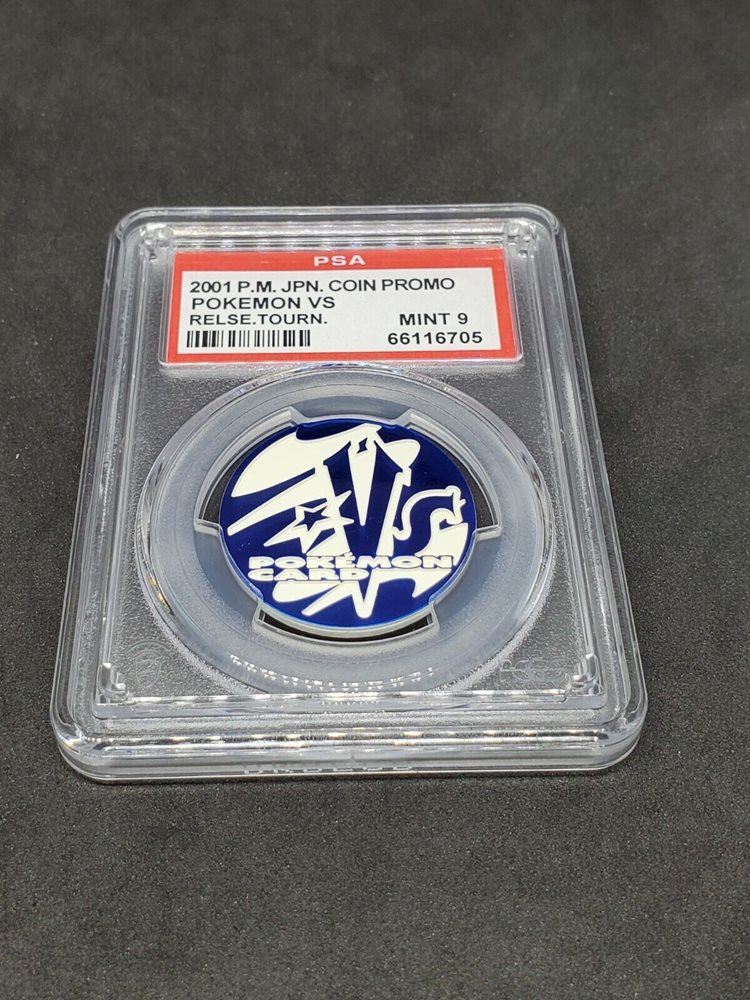 PSA
2001 P.M. JPN. COIN PROMO
POKEMON VS
RELSE.TOURN. MINT 9
66116705
VS
POKÉMON
CARD